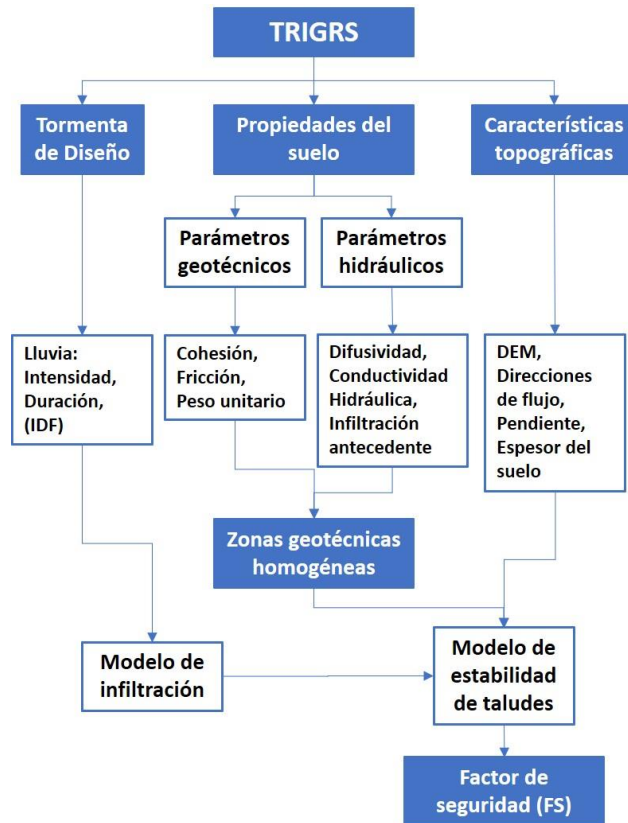 TRIGRS
Tormenta
de Diseño
Propiedades del
suelo
Características
topográficas
Parámetros
geotécnicos
Parámetros
hidráulicos
Lluvia:
Intensidad,
Duración,
(IDF)
Cohesión,
Fricción,
Peso unitario
Difusividad,
Conductividad
Hidráulica,
Infiltración
antecedente
DEM,
Direcciones
de flujo,
Pendiente,
Espesor del
suelo
Zonas geotécnicas
homogéneas
Modelo de
infiltración
Modelo de
estabilidad
de taludes
Factor de
seguridad (FS)